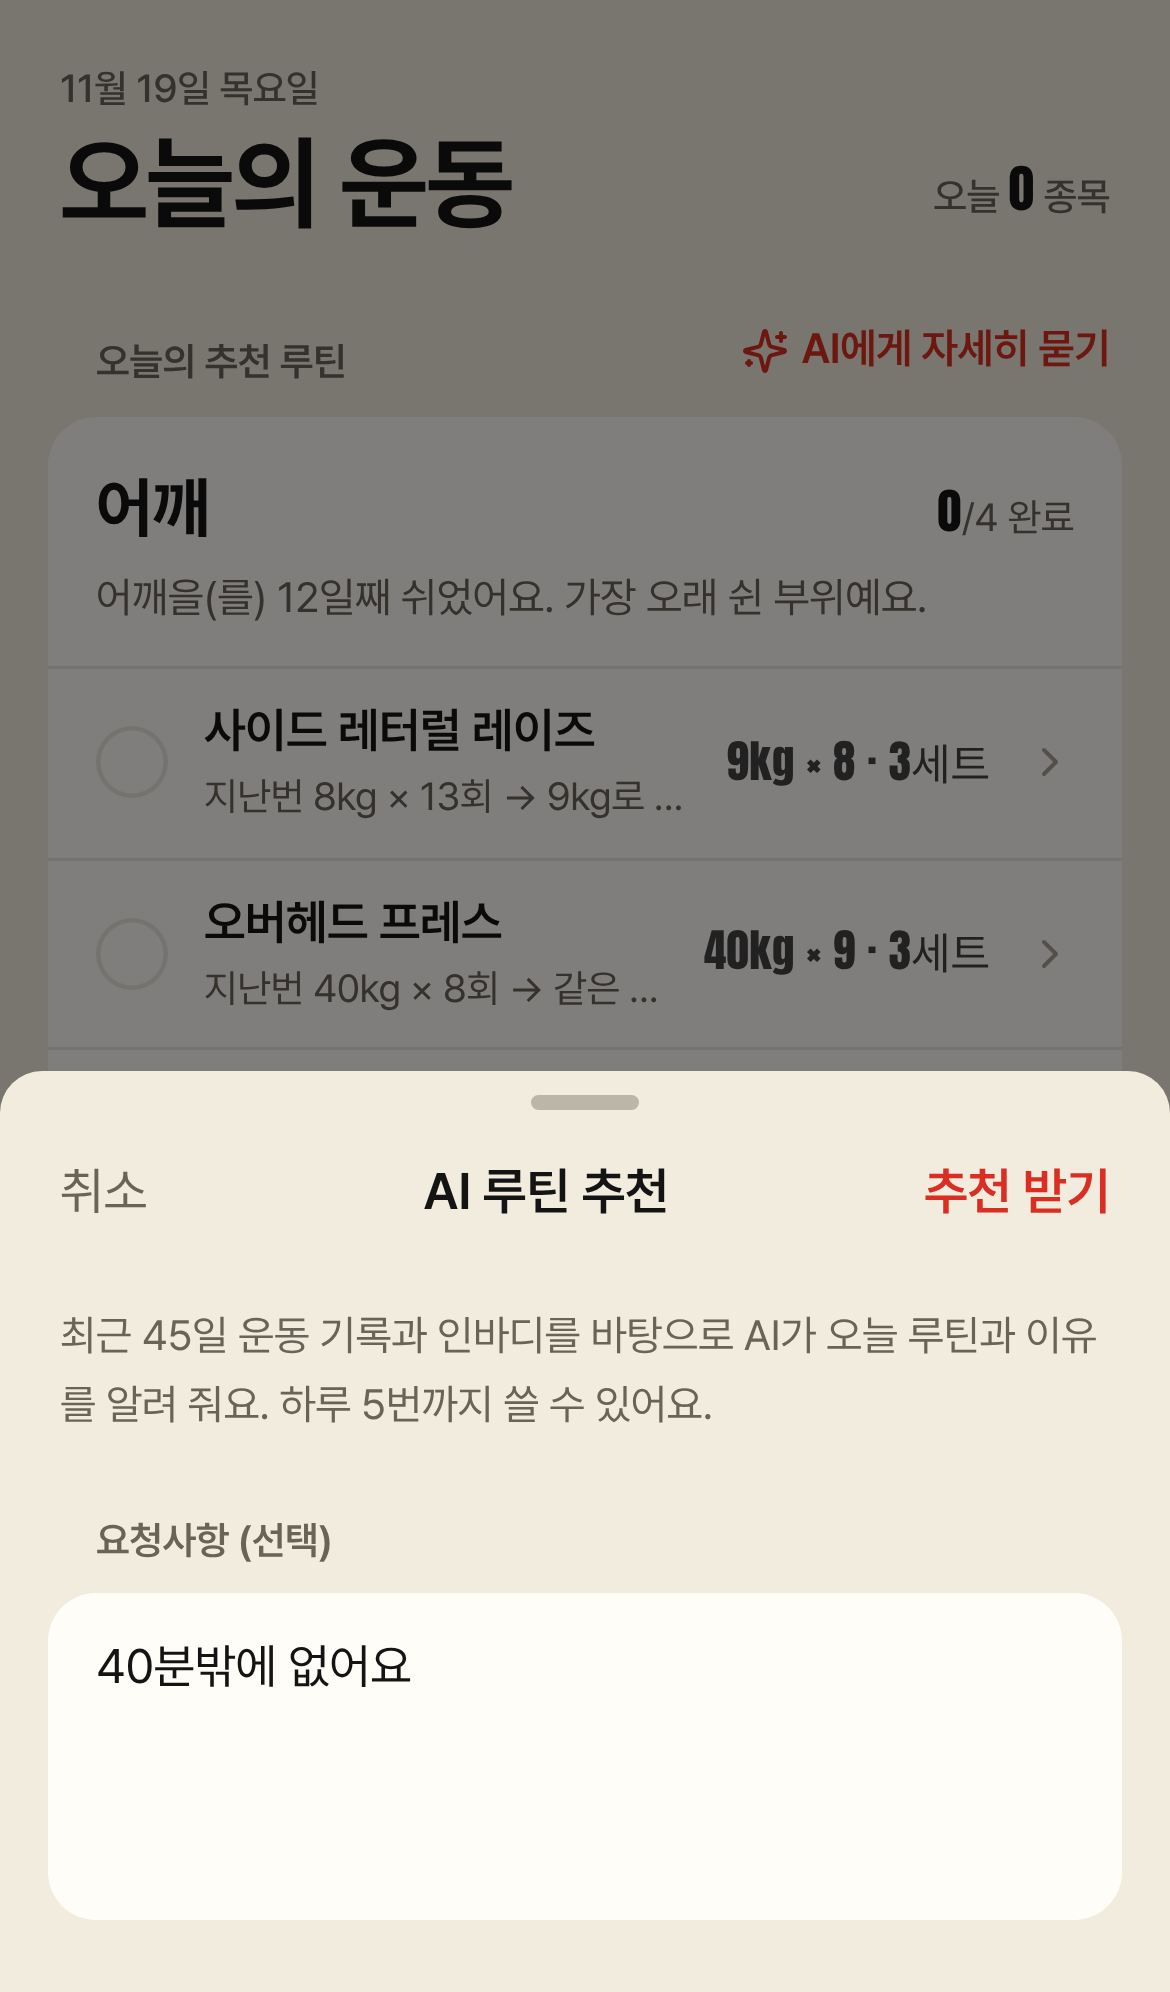 11월 19일 목요일
오늘의 운동
오늘 0 종목
오늘의 추천 루틴
AI에게 자세히 묻기
어깨
0/4 완료
어깨을(를) 12일째 쉬었어요. 가장 오래 쉰 부위예요.
사이드 레터럴 레이즈
지난번 8kg × 13회 → 9kg로 ...
9kg × 8 · 3세트
오버헤드 프레스
지난번 40kg × 8회 → 같은 ...
40kg × 9 · 3세트
취소
AI 루틴 추천
추천 받기
최근 45일 운동 기록과 인바디를 바탕으로 AI가 오늘 루틴과 이유
를 알려 줘요. 하루 5번까지 쓸 수 있어요.
요청사항 (선택)
40분밖에 없어요